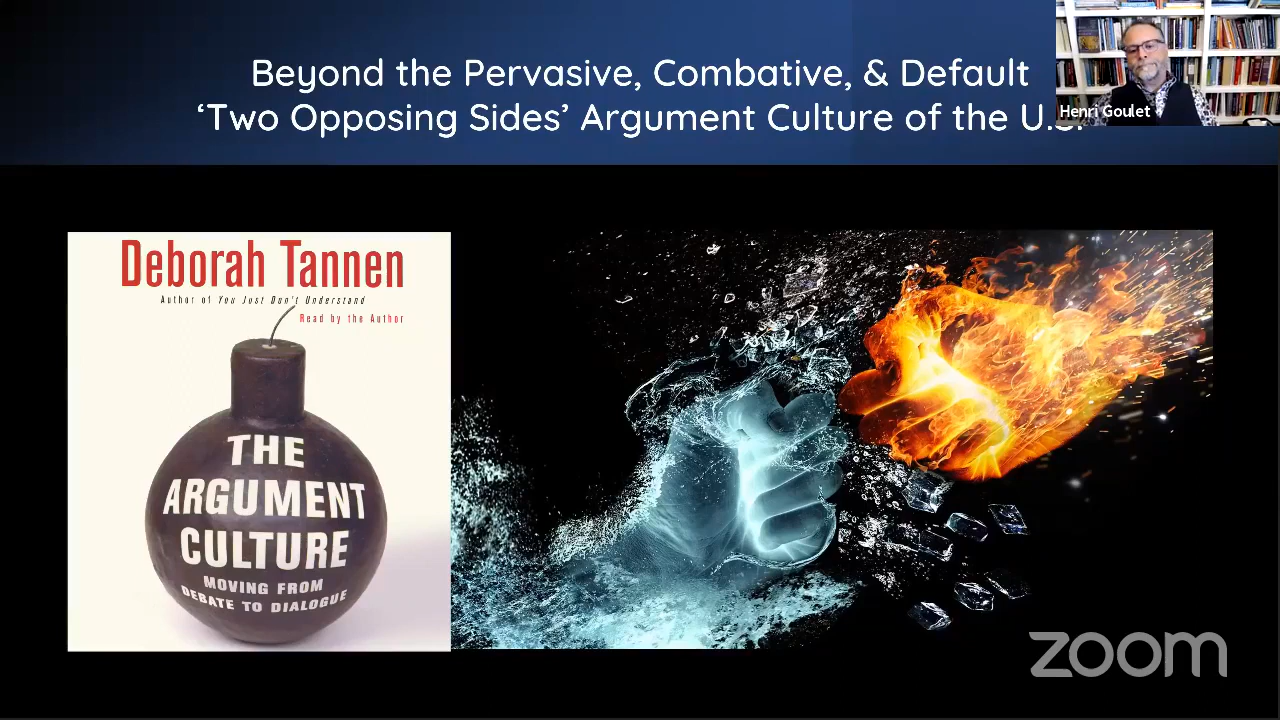 Beyond the Pervasive, Combative, & Default
‘Two Opposing Sides’ Argument Culture of the U.S.
Henri Goulet
Deborah Tannen
Author of You Just Don't Understand
Read by the Author
THE
ARGUMENT
CULTURE
MOVING FROM
DEBATE TO DIALOGUE
zoom